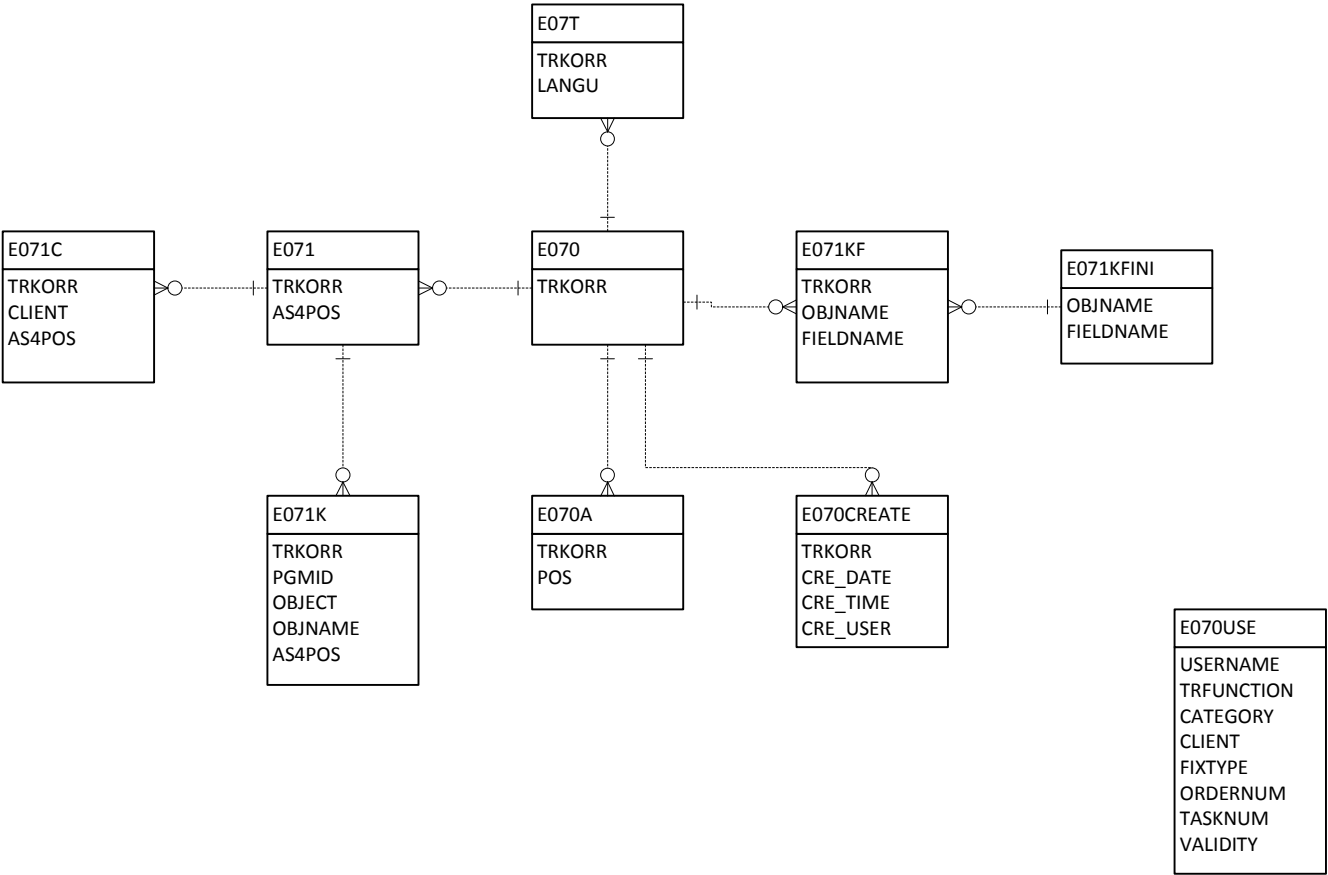 E07T
TRKORR
LANGU
E071C
TRKORR
CLIENT
AS4POS
E071
TRKORR
AS4POS
E070
TRKORR
E071KF
TRKORR
OBJNAME
FIELDNAME
E071KFINI
OBJNAME
FIELDNAME
E071K
TRKORR
PGMID
OBJECT
OBJNAME
AS4POS
E070A
TRKORR
POS
E070CREATE
TRKORR
CRE_DATE
CRE_TIME
CRE_USER
E070USE
USERNAME
TRFUNCTION
CATEGORY
CLIENT
FIXTYPE
ORDERNUM
TASKNUM
VALIDITY